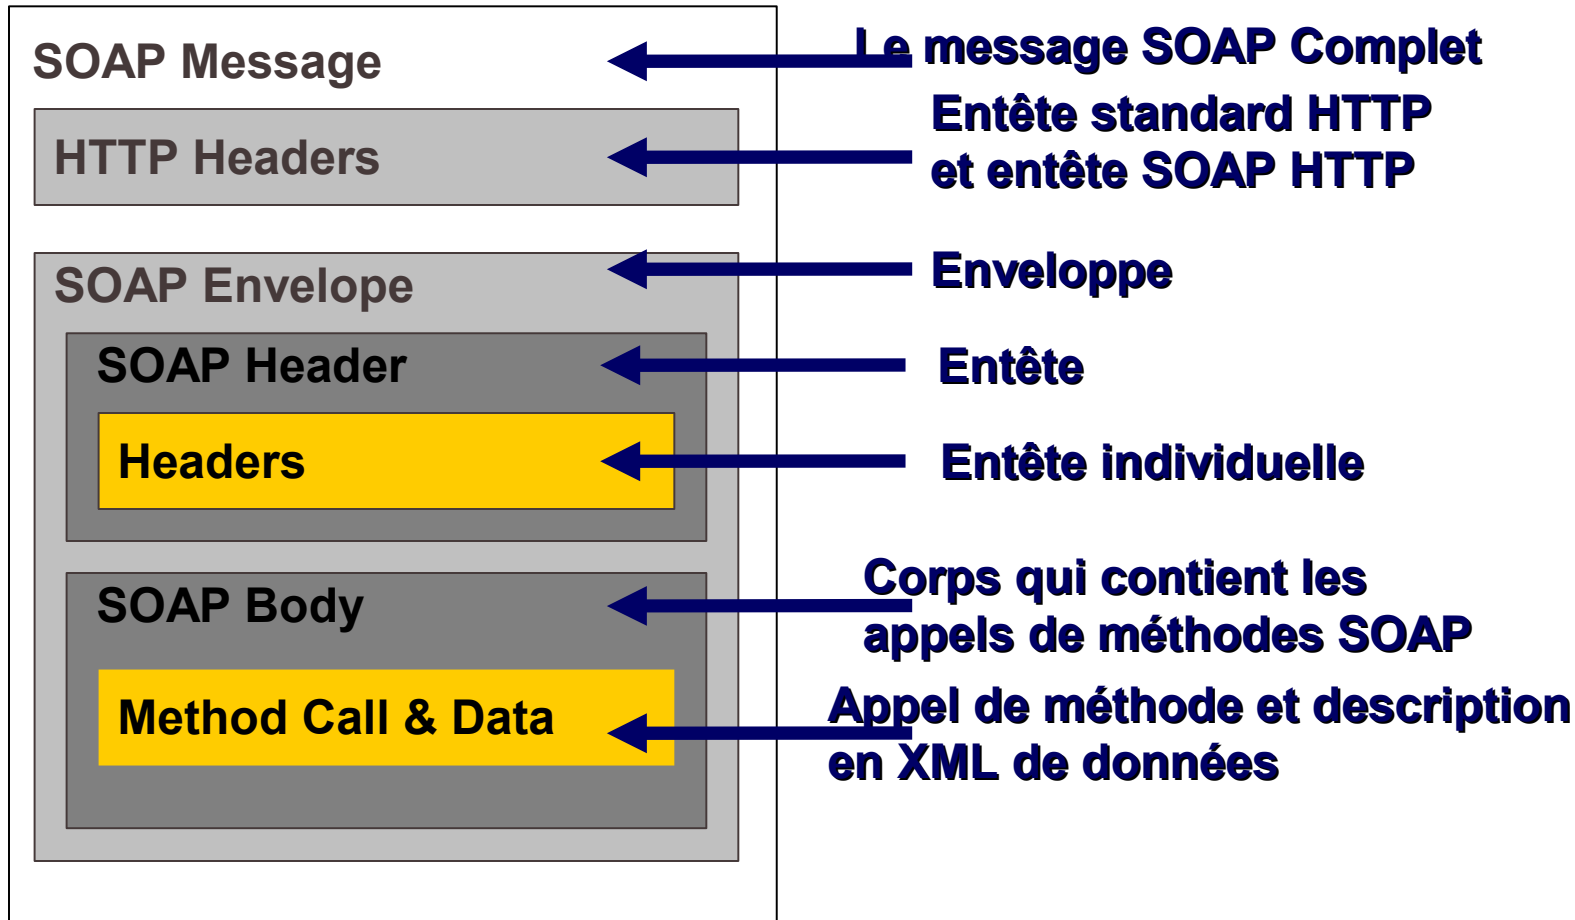 SOAP Message
Le message SOAP Complet
HTTP Headers
Entête standard HTTP
et entête SOAP HTTP
SOAP Envelope
Enveloppe
SOAP Header
Entête
Headers
Entête individuelle
SOAP Body
Corps qui contient les
appels de méthodes SOAP
Method Call & Data
Appel de méthode et description
en XML de données